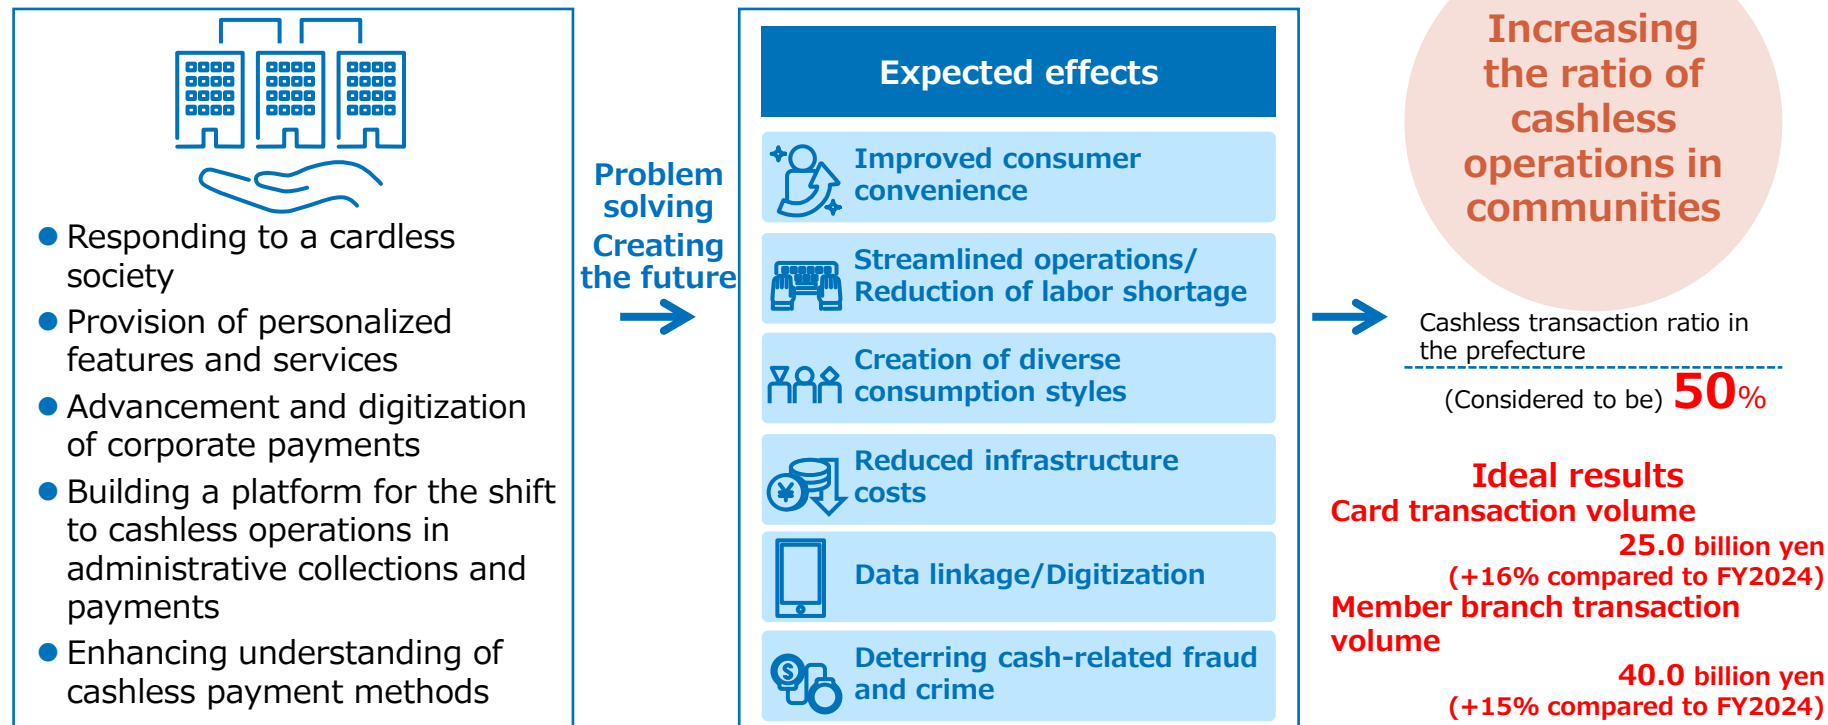 Responding to a cardless
society
Provision of personalized
features and services
Advancement and digitization
of corporate payments
Building a platform for the shift
to cashless operations in
administrative collections and
payments
Enhancing understanding of
cashless payment methods
Problem
solving
Creating
the future
Expected effects
Improved consumer
convenience
Streamlined operations/
Reduction of labor shortage
Creation of diverse
consumption styles
¥
Reduced infrastructure
costs
Data linkage/Digitization
$
Deterring cash-related fraud
and crime
Increasing
the ratio of
cashless
operations in
communities
Cashless transaction ratio in
the prefecture
(Considered to be) 50%
Ideal results
Card transaction volume
25.0 billion yen
(+16% compared to FY2024)
Member branch transaction
volume
40.0 billion yen
(+15% compared to FY2024)